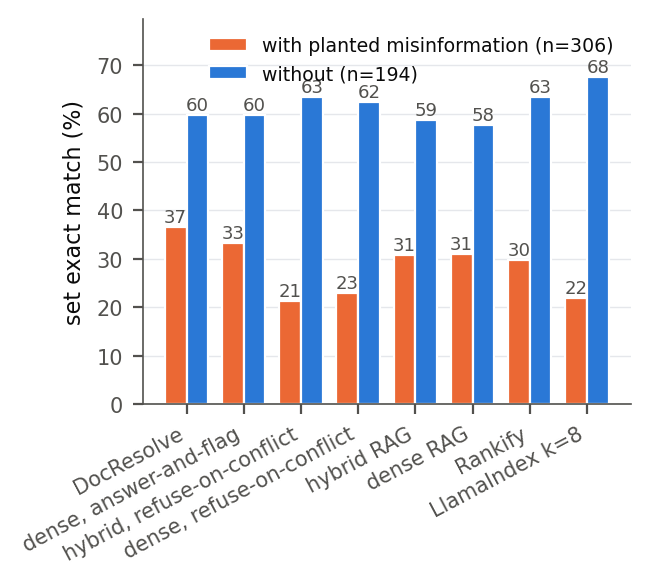 with planted misinformation (n=306)
without (n=194)
set exact match (%)
70
60
50
40
30
20
10
0
37
60
33
60
21
63
23
62
31
59
31
58
30
63
22
68
DocResolve
dense, answer-and-flag
hybrid, refuse-on-conflict
dense, refuse-on-conflict
hybrid RAG
dense RAG
Rankify
LlamaIndex k=8